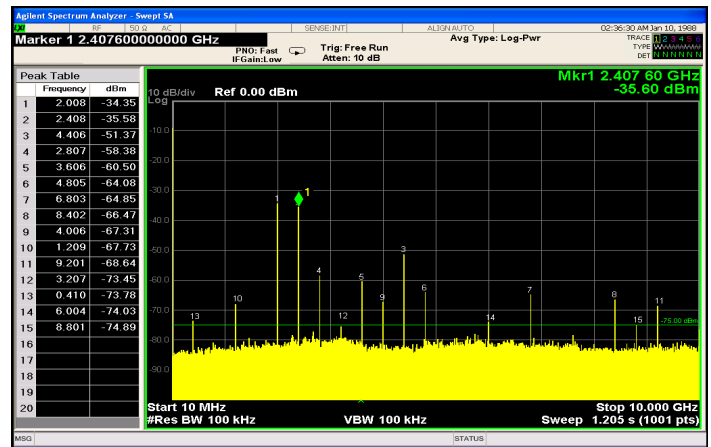 Agilent Spectrum Analyzer - Swept SA
RF 50 Ω AC SENSE:INT ALIGN AUTO 02:36:30 AM Jan 10, 1988
Marker 1 2.407600000000 GHz
PNO: Fast
IFGain:Low
Trig: Free Run
Atten: 10 dB
Avg Type: Log-Pwr
TRACE 1 2 3 4 5 6
TYPE
DET N N N N N N
Peak Table
Frequency dBm
1 2.008 -34.35
2 2.408 -35.58
3 4.406 -51.37
4 2.807 -58.38
5 3.606 -60.50
6 4.805 -64.08
7 6.803 -64.85
8 8.402 -66.47
9 4.006 -67.31
10 1.209 -67.73
11 9.201 -68.64
12 3.207 -73.45
13 0.410 -73.78
14 6.004 -74.03
15 8.801 -74.89
16
17
18
19
20
Mkr1 2.407 60 GHz
-35.60 dBm
10 dB/div Ref 0.00 dBm
Log
-10.0
-20.0
-30.0
-40.0
-50.0
-60.0
-70.0
-80.0
-90.0
1
1
3
4
5
6
7
8
9
10
11
12
13
14
15
-75.00 dBm
Start 10 MHz
Stop 10.000 GHz
#Res BW 100 kHz
VBW 100 kHz
Sweep 1.205 s (1001 pts)
MSG
STATUS